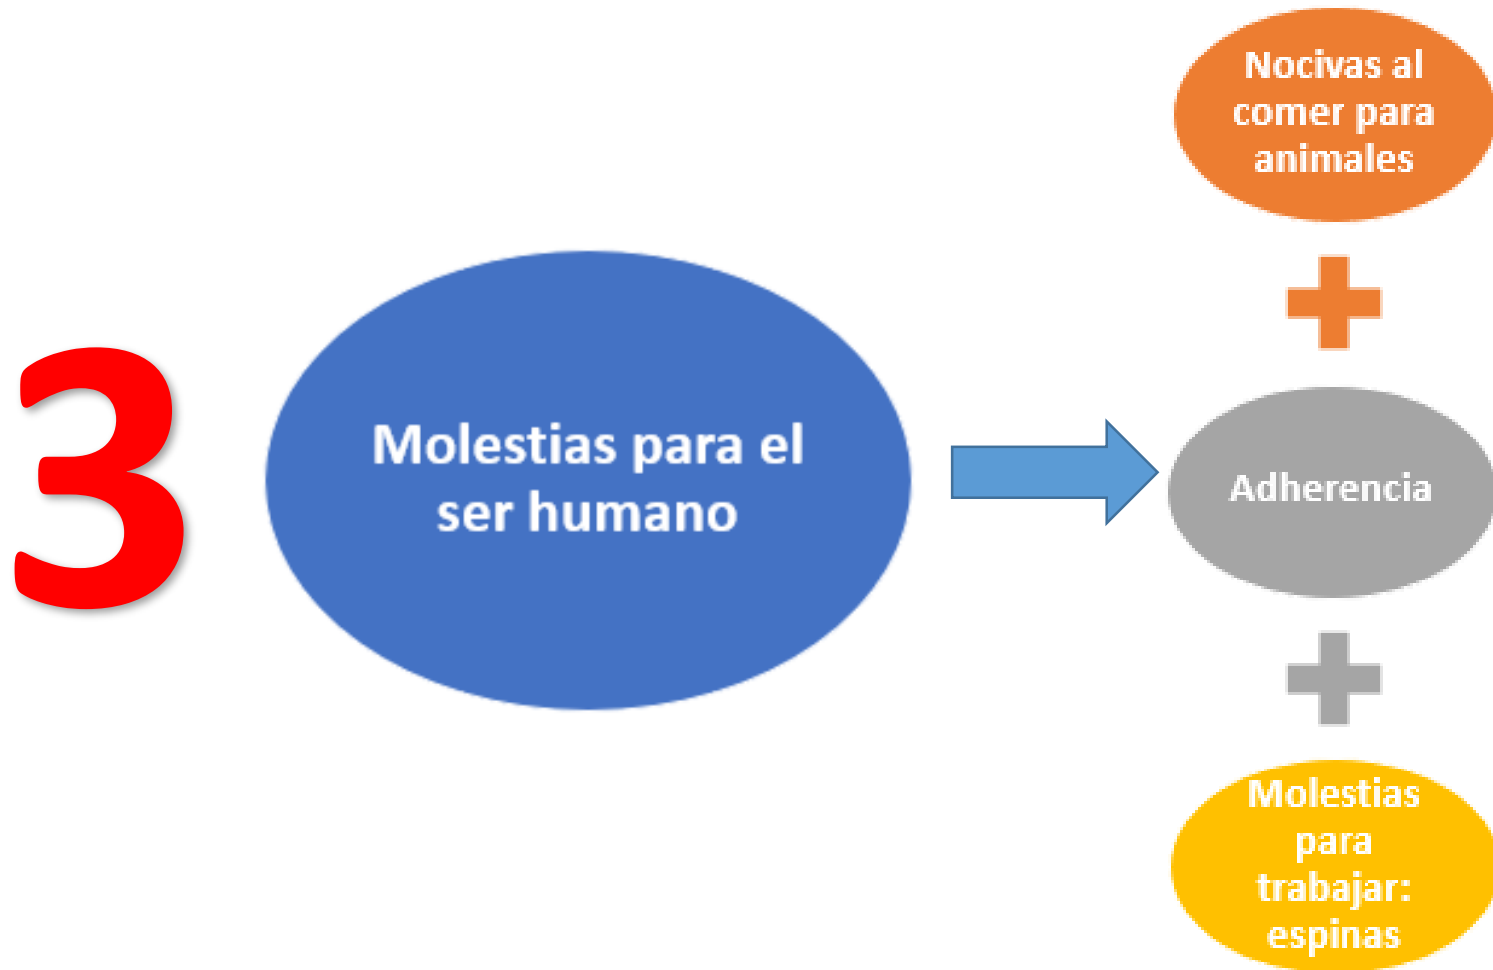 3
Molestias para el
ser humano
Nocivas al
comer para
animales
Adherencia
Molestias
para
trabajar:
espinas